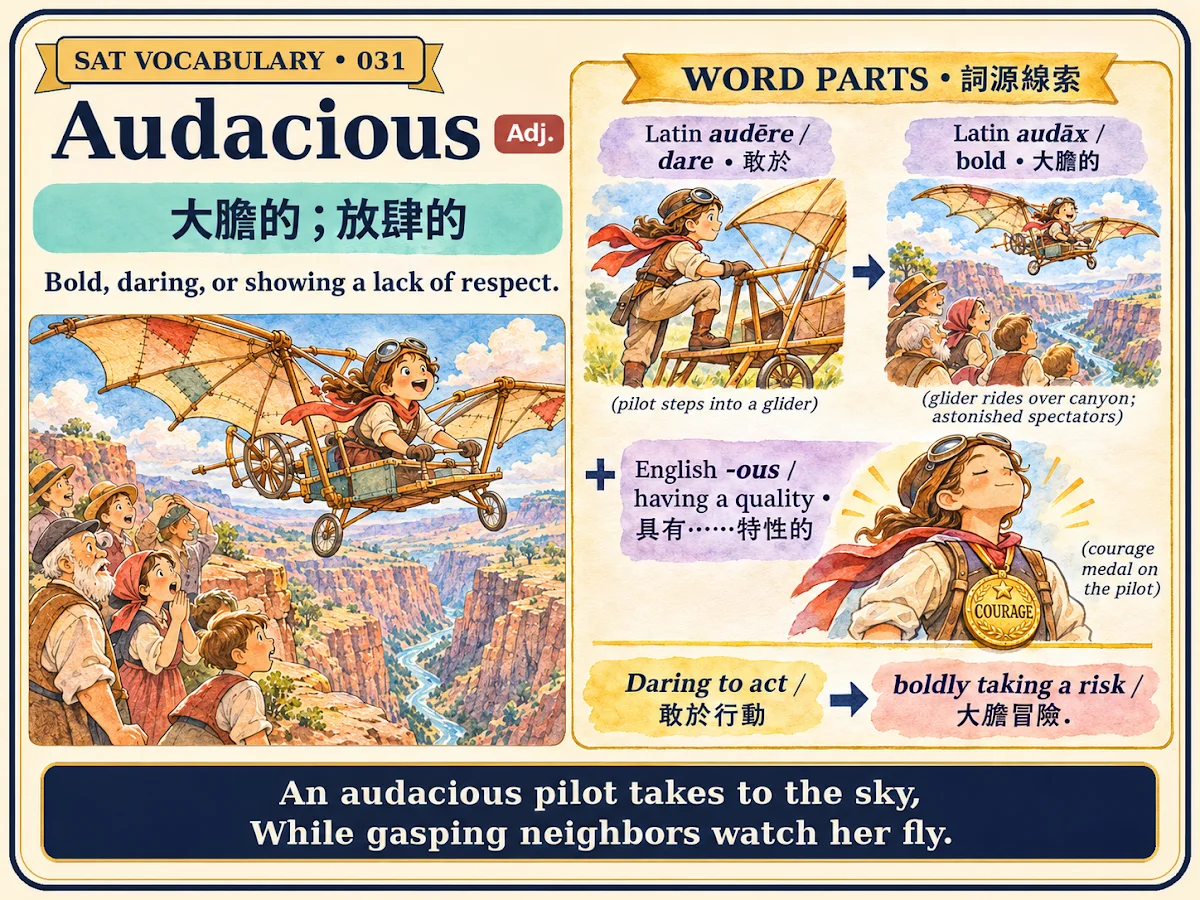 SAT VOCABULARY • 031
Audacious
Adj.
大膽的；放肆的
Bold, daring, or showing a lack of respect.
WORD PARTS • 詞源線索
Latin audēre /
dare • 敢於
Latin audāx /
bold • 大膽的
(pilot steps into a glider)
(glider rides over canyon;
astonished spectators)
+ English -ous /
having a quality •
具有……特性的
COURAGE
(courage
medal on
the pilot)
Daring to act /
敢於行動
boldly taking a risk /
大膽冒險.
An audacious pilot takes to the sky,
While gasping neighbors watch her fly.